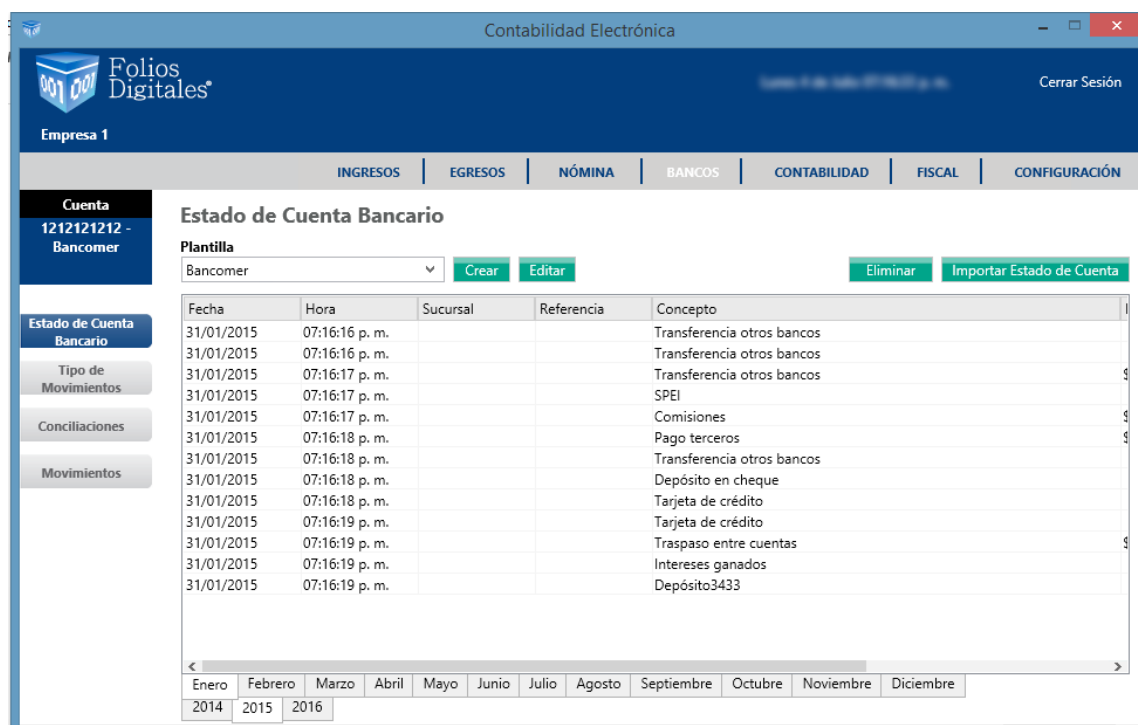 Contabilidad Electrónica
001 001
Folios
Digitales
Cerrar Sesión
Empresa 1
INGRESOS EGRESOS NÓMINA BANCOS CONTABILIDAD FISCAL CONFIGURACIÓN
Cuenta
1212121212 -
Bancomer
Estado de Cuenta Bancario
Plantilla
Bancomer Crear Editar Eliminar Importar Estado de Cuenta
Estado de Cuenta
Bancario
Tipo de
Movimientos
Conciliaciones
Movimientos
Fecha Hora Sucursal Referencia Concepto
31/01/2015 07:16:16 p. m. Transferencia otros bancos
31/01/2015 07:16:16 p. m. Transferencia otros bancos
31/01/2015 07:16:17 p. m. Transferencia otros bancos
31/01/2015 07:16:17 p. m. SPEI
31/01/2015 07:16:17 p. m. Comisiones
31/01/2015 07:16:18 p. m. Pago terceros
31/01/2015 07:16:18 p. m. Transferencia otros bancos
31/01/2015 07:16:18 p. m. Depósito en cheque
31/01/2015 07:16:18 p. m. Tarjeta de crédito
31/01/2015 07:16:19 p. m. Tarjeta de crédito
31/01/2015 07:16:19 p. m. Traspaso entre cuentas
31/01/2015 07:16:19 p. m. Intereses ganados
31/01/2015 07:16:19 p. m. Depósito3433
Enero Febrero Marzo Abril Mayo Junio Julio Agosto Septiembre Octubre Noviembre Diciembre
2014 2015 2016